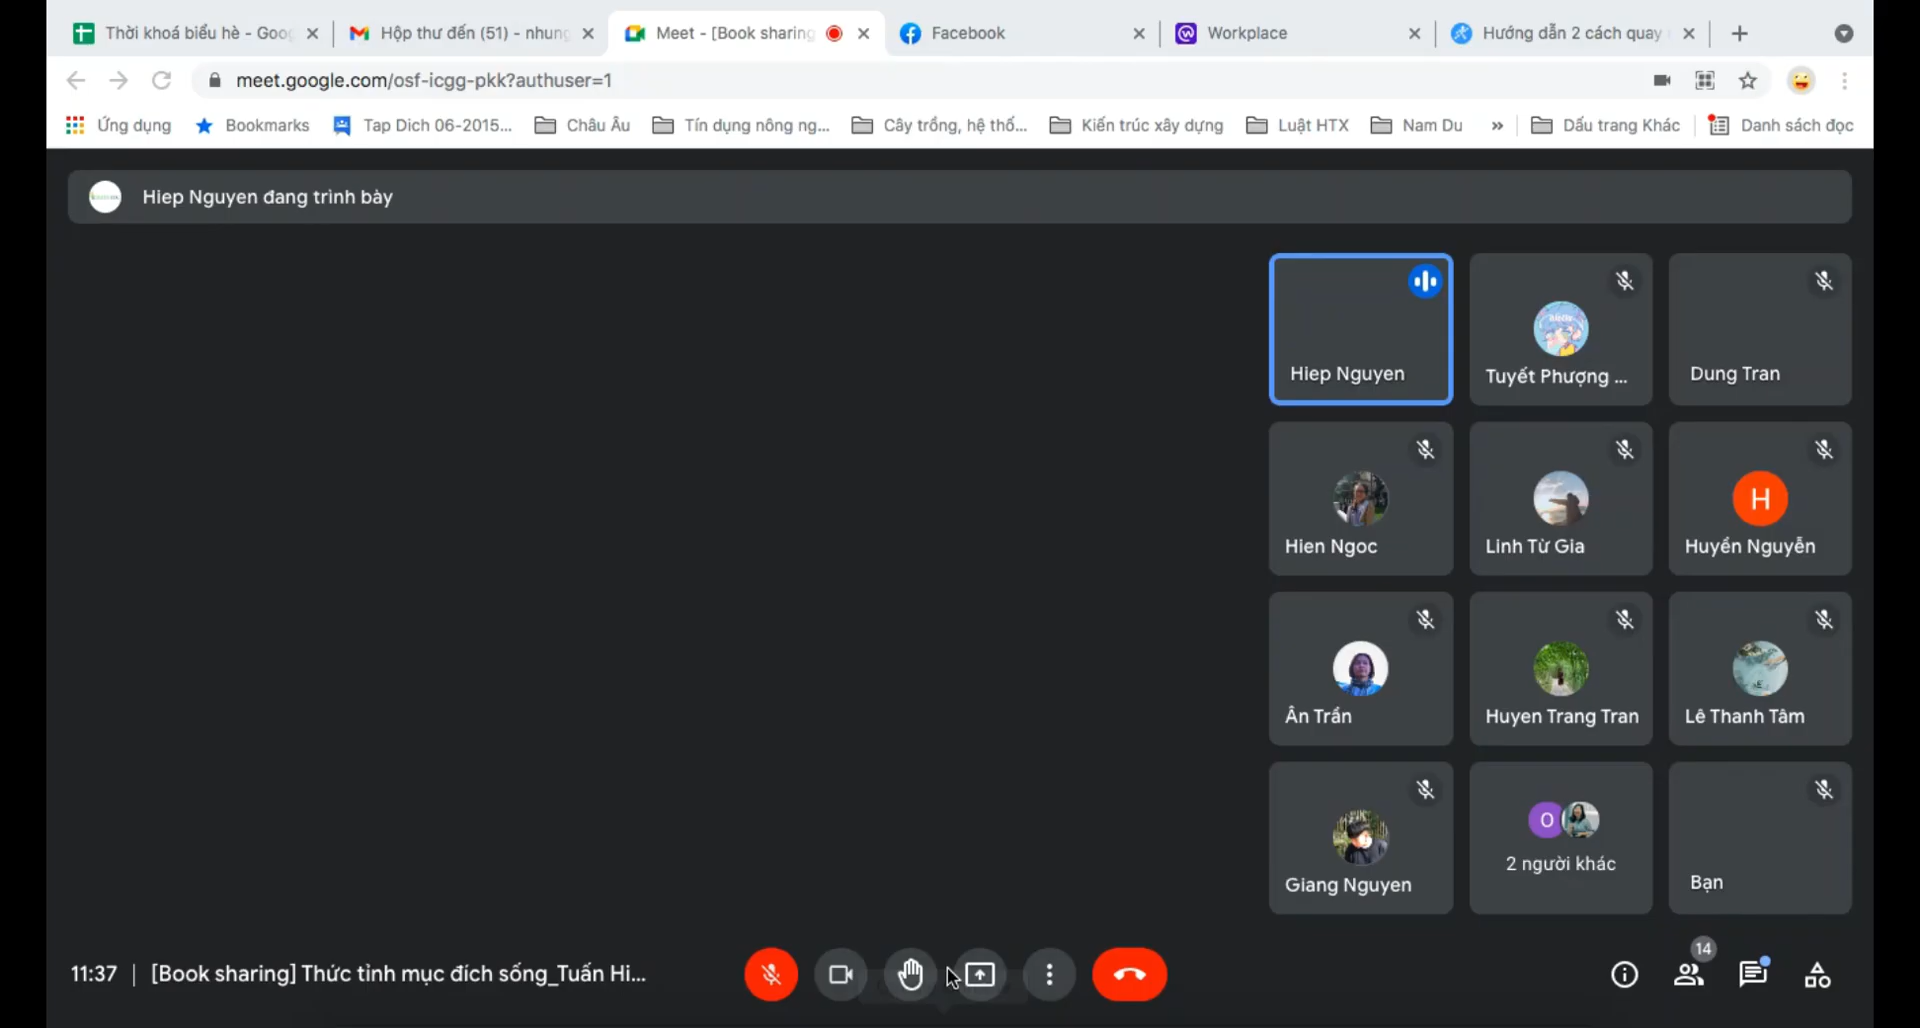 Thời khoá biểu hè - Goo
Hộp thư đến (51) - nhung
Meet - [Book sharing
Facebook
Workplace
Hướng dẫn 2 cách quay
meet.google.com/osf-icgg-pkk?authuser=1
Ứng dụng
Bookmarks
Tap Dich 06-2015...
Châu Âu
Tín dụng nông ng...
Cây trồng, hệ thố...
Kiến trúc xây dựng
Luật HTX
Nam Du
»
Dấu trang Khác
Danh sách đọc
Hiep Nguyen đang trình bày
Hiep Nguyen
Tuyết Phượng ...
Dung Tran
Hien Ngoc
Linh Từ Gia
H
Huyền Nguyễn
Ân Trần
Huyen Trang Tran
Lê Thanh Tâm
Giang Nguyen
O
2 người khác
Bạn
11:37 | [Book sharing] Thức tỉnh mục đích sống_Tuấn Hi...
14